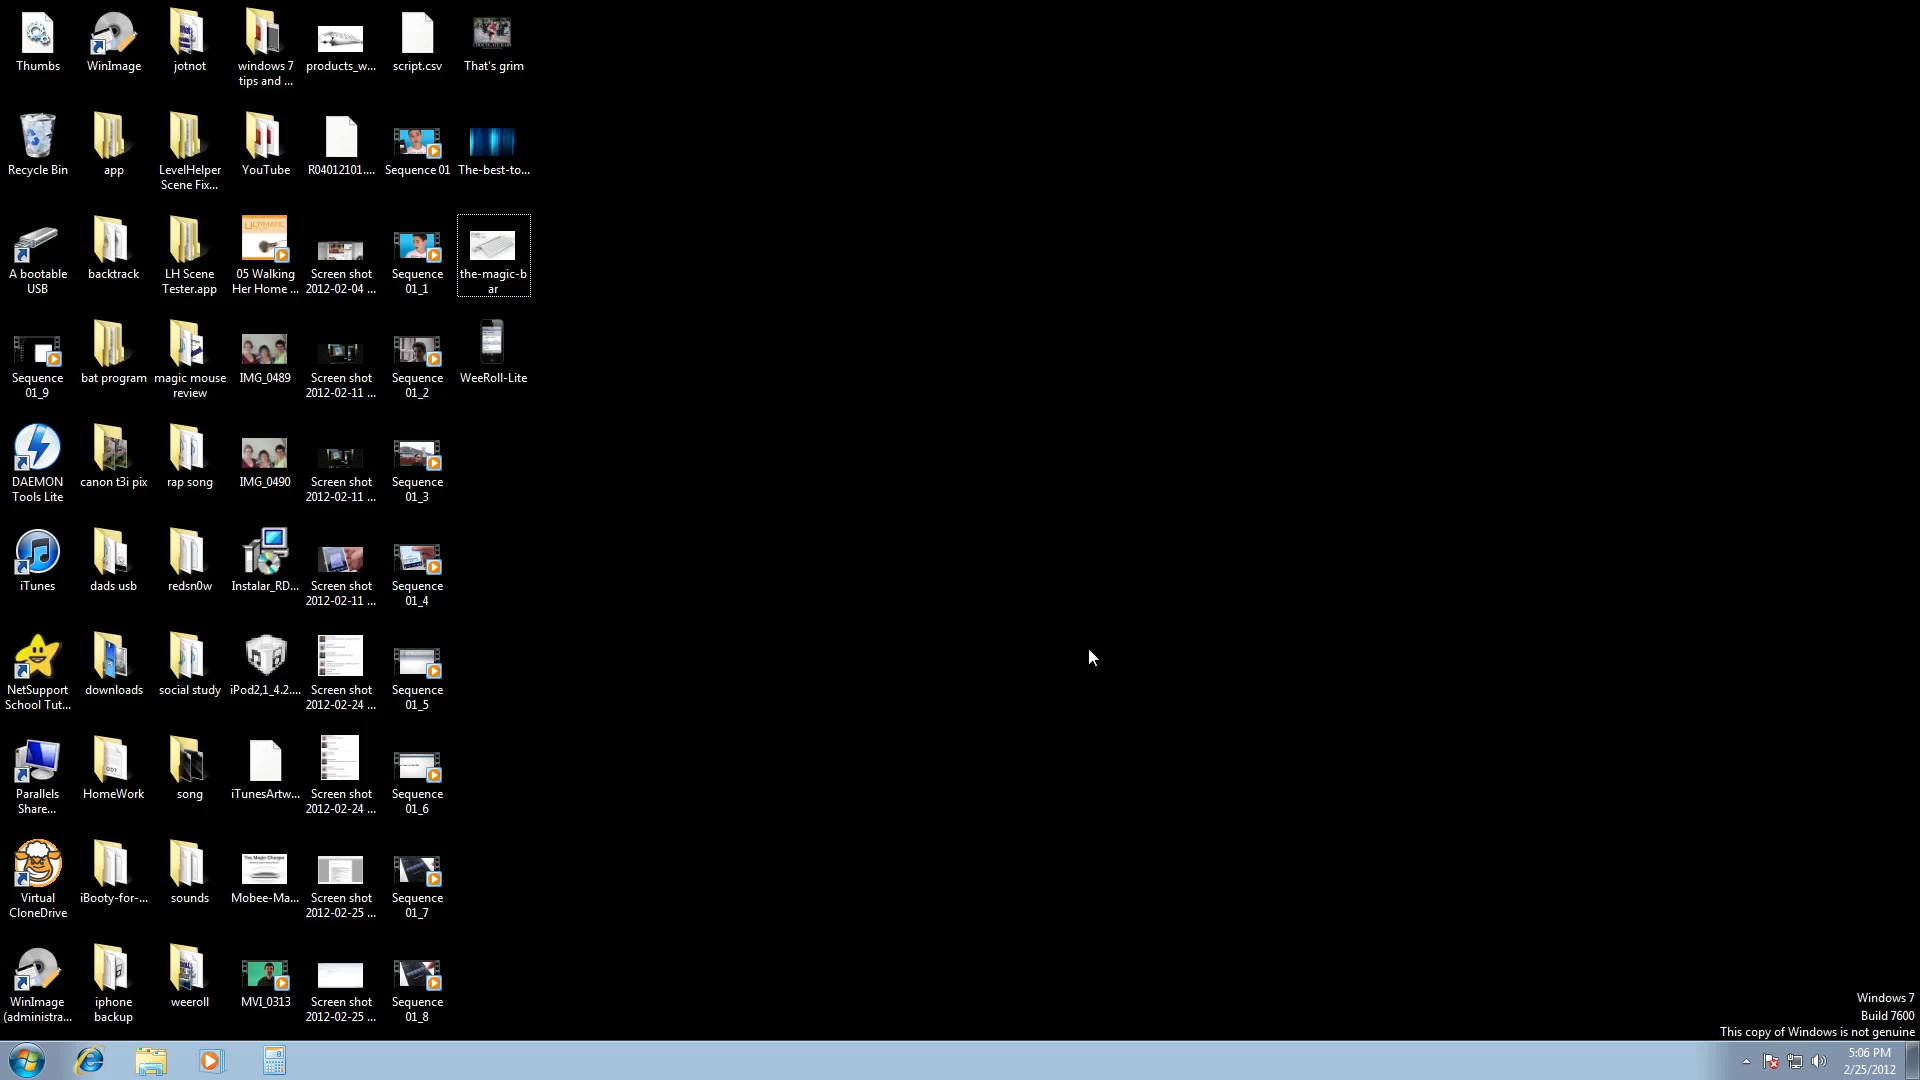 Thumbs
WinImage
jotnot
windows 7
tips and ...
products_w...
script.csv
That's grim
Recycle Bin
app
LevelHelper
Scene Fix...
YouTube
R04012101....
Sequence 01
The-best-to...
A bootable
USB
backtrack
LH Scene
Tester.app
05 Walking
Her Home ...
Screen shot
2012-02-04 ...
Sequence
01_1
the-magic-b
ar
Sequence
01_9
bat program
magic mouse
review
IMG_0489
Screen shot
2012-02-11 ...
Sequence
01_2
WeeRoll-Lite
DAEMON
Tools Lite
canon t3i pix
rap song
IMG_0490
Screen shot
2012-02-11 ...
Sequence
01_3
iTunes
dads usb
redsn0w
Instalar_RD...
Screen shot
2012-02-11 ...
Sequence
01_4
NetSupport
School Tut...
downloads
social study
iPod2,1_4.2....
Screen shot
2012-02-24 ...
Sequence
01_5
Parallels
Share...
HomeWork
song
iTunesArtw...
Screen shot
2012-02-24 ...
Sequence
01_6
Virtual
CloneDrive
iBooty-for-...
sounds
Mobee-Ma...
Screen shot
2012-02-25 ...
Sequence
01_7
WinImage
(administra...
iphone
backup
weeroll
MVI_0313
Screen shot
2012-02-25 ...
Sequence
01_8
Windows 7
Build 7600
This copy of Windows is not genuine
5:06 PM
2/25/2012